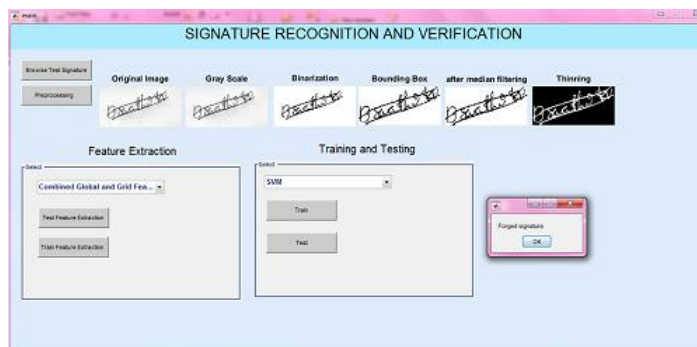 main
SIGNATURE RECOGNITION AND VERIFICATION
Browse Test Signature
Preprocessing
Original Image
Gray Scale
Binarization
Bounding Box
after median filtering
Thinning
Feature Extraction
Select
Combined Global and Grid Fea...
Test Feature Extraction
Train Feature Extraction
Training and Testing
Select
SVM
Train
Test
Forged signature
OK